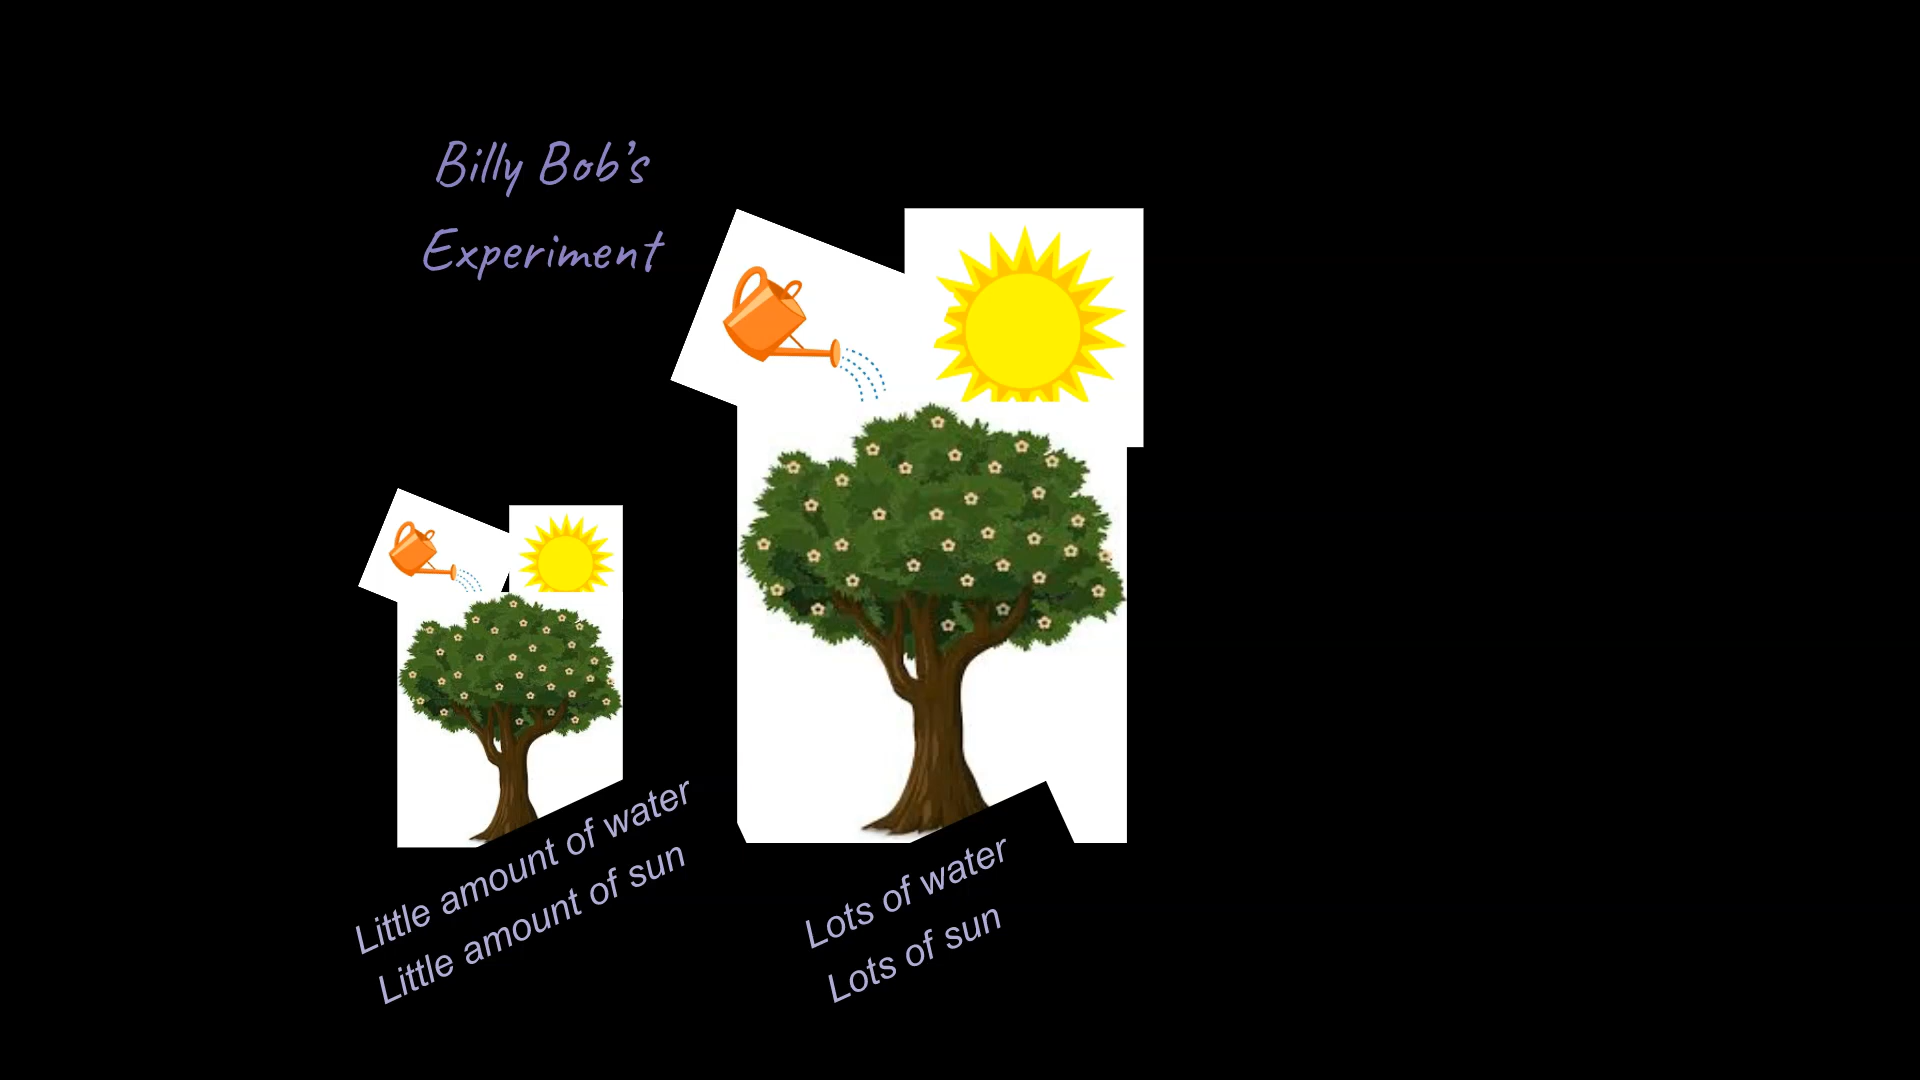 Billy Bob's
Experiment
Little amount of water
Little amount of sun
Lots of water
Lots of sun